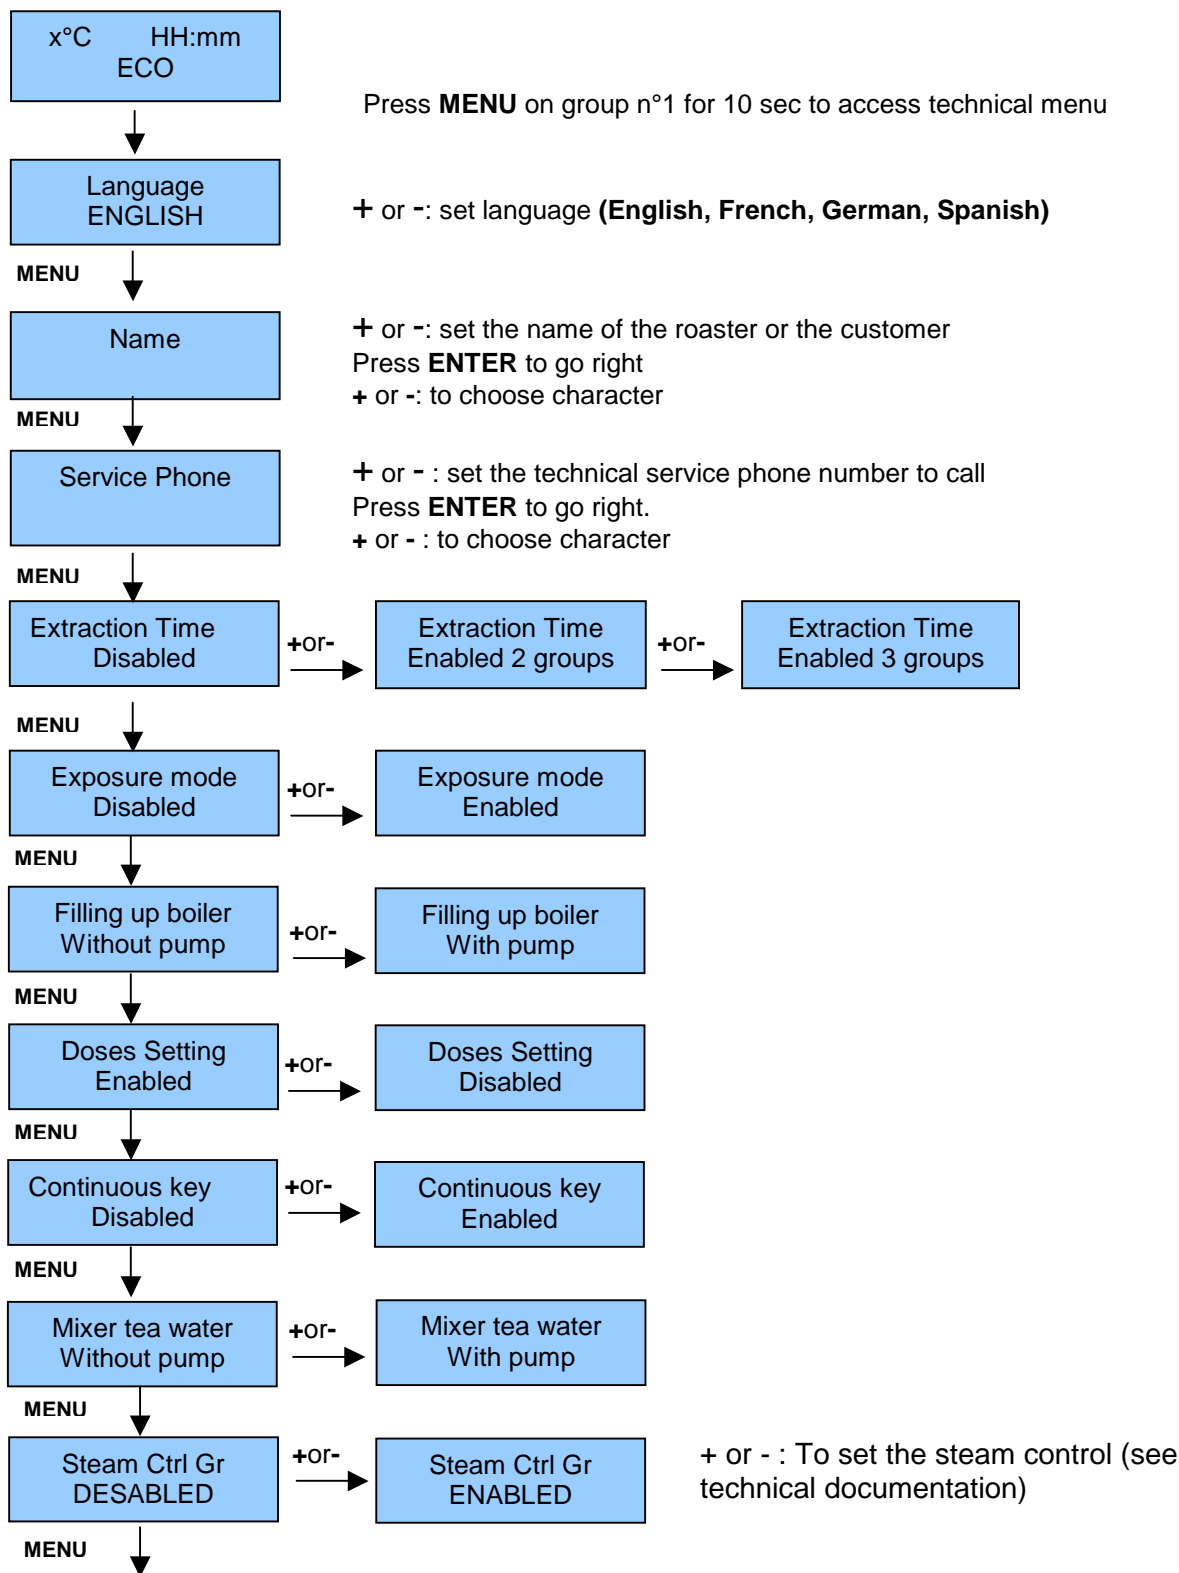 x°C HH:mm
ECO
Press MENU on group n°1 for 10 sec to access technical menu
Language
ENGLISH
+ or -: set language (English, French, German, Spanish)
MENU
Name
+ or -: set the name of the roaster or the customer
Press ENTER to go right
+ or -: to choose character
MENU
Service Phone
+ or - : set the technical service phone number to call
Press ENTER to go right.
+ or - : to choose character
MENU
Extraction Time
Disabled
+or-
Extraction Time
Enabled 2 groups
+or-
Extraction Time
Enabled 3 groups
MENU
Exposure mode
Disabled
+or-
Exposure mode
Enabled
MENU
Filling up boiler
Without pump
+or-
Filling up boiler
With pump
MENU
Doses Setting
Enabled
+or-
Doses Setting
Disabled
MENU
Continuous key
Disabled
+or-
Continuous key
Enabled
MENU
Mixer tea water
Without pump
+or-
Mixer tea water
With pump
MENU
Steam Ctrl Gr
DESABLED
+or-
Steam Ctrl Gr
ENABLED
+ or - : To set the steam control (see
technical documentation)
MENU